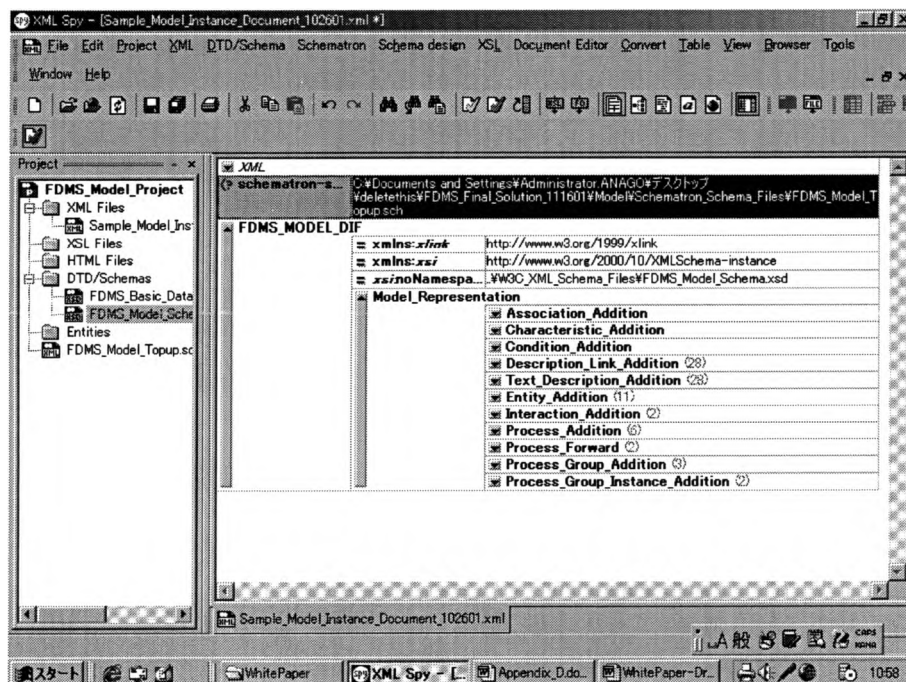 XML Spy - [Sample_Model_Instance_Document_102601.xml *]
File Edit Project XML DTD/Schema Schematron Schema design XSL Document Editor Convert Table View Browser Tools
Window Help
Project
FDMS_Model_Project
XML Files
Sample_Model_Ins
XSL Files
HTML Files
DTD/Schemas
FDMS_Basic_Data
FDMS_Model_Sche
Entities
FDMS_Model_Topup.sc
XML
schematron-s... C:¥Documents and Settings¥Administrator.ANAGO¥デスクトップ
¥deletethis¥FDMS_Final_Solution_111601¥Model¥Schematron_Schema_Files¥FDMS_Model_T
opup.sch
FDMS_MODEL_DIF
= xmlns:xlink http://www.w3.org/1999/xlink
= xmlns:xsi http://www.w3.org/2000/10/XMLSchema-instance
= xsi:noNamespa... .¥W3C_XML_Schema_Files¥FDMS_Model_Schema.xsd
Model_Representation
Association_Addition
Characteristic_Addition
Condition_Addition
Description_Link_Addition (28)
Text_Description_Addition (28)
Entity_Addition (11)
Interaction_Addition (2)
Process_Addition (6)
Process_Forward (2)
Process_Group_Addition (3)
Process_Group_Instance_Addition (2)
Sample_Model_Instance_Document_102601.xml
A 般 CAPS
KANA
スタート WhitePaper XML Spy - [... Appendix_D.do... WhitePaper-Dr... 10:58